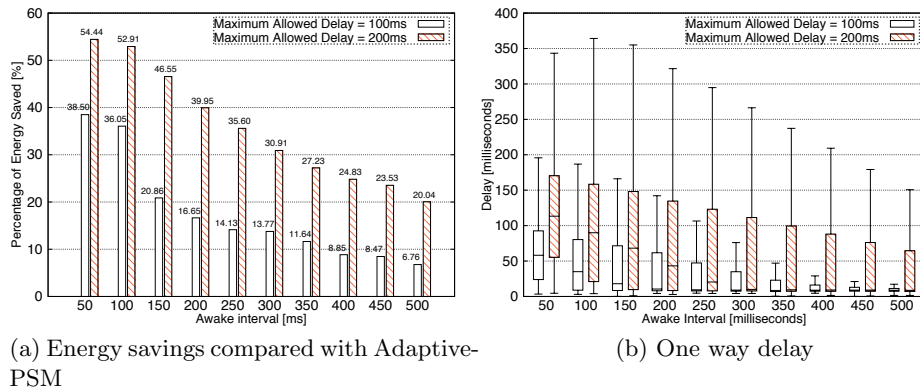 Maximum Allowed Delay = 100ms
Maximum Allowed Delay = 200ms
Percentage of Energy Saved [%]
60
50
40
30
20
10
0
38.50
54.44
36.05
52.91
20.86
46.55
16.65
39.95
14.13
35.60
13.77
30.91
11.64
27.23
8.85
24.83
8.47
23.53
6.76
20.04
50 100 150 200 250 300 350 400 450 500
Awake interval [ms]
(a) Energy savings compared with Adaptive-
PSM
Maximum Allowed Delay = 100ms
Maximum Allowed Delay = 200ms
Delay [milliseconds]
400
350
300
250
200
150
100
50
0
50 100 150 200 250 300 350 400 450 500
Awake Interval [milliseconds]
(b) One way delay